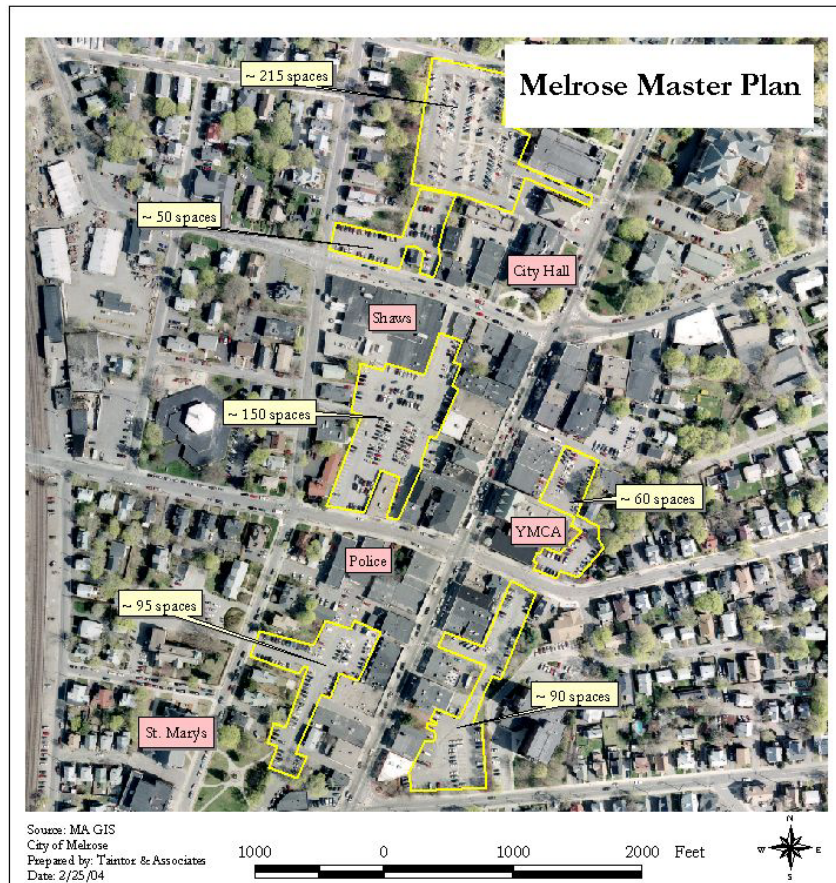 Melrose Master Plan
~ 215 spaces
~ 50 spaces
City Hall
Shaws
~ 150 spaces
~ 60 spaces
YMCA
Police
~ 95 spaces
~ 90 spaces
St. Mary's
Source: MA GIS
City of Melrose
Prepared by: Taintor & Associates
Date: 2/25/04
1000 0 1000 2000 Feet
N
W E
S